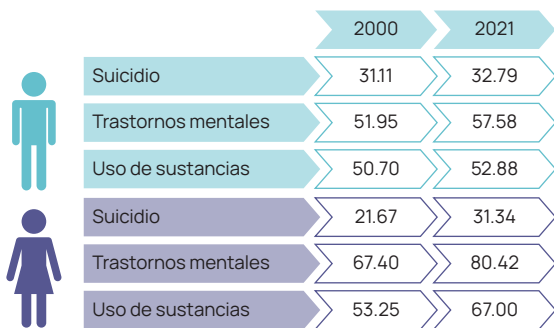 2000 2021
Suicidio 31.11 32.79
Trastornos mentales 51.95 57.58
Uso de sustancias 50.70 52.88
Suicidio 21.67 31.34
Trastornos mentales 67.40 80.42
Uso de sustancias 53.25 67.00